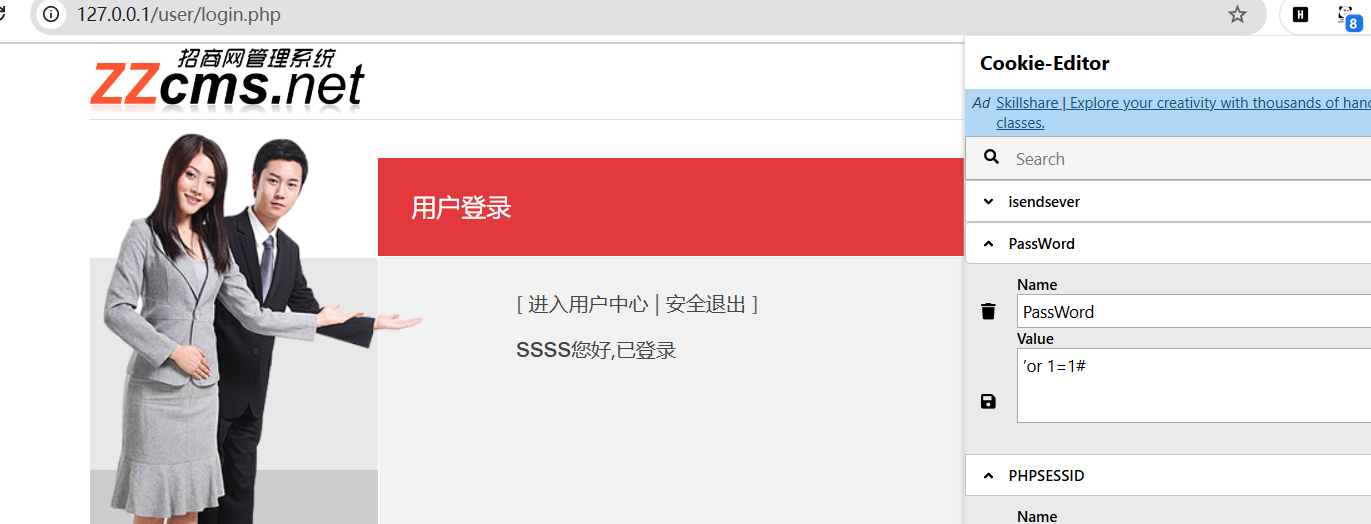 127.0.0.1/user/login.php
8
招商网管理系统
ZZcms.net
用户登录
[ 进入用户中心 | 安全退出 ]
SSSS您好,已登录
Cookie-Editor
Ad Skillshare | Explore your creativity with thousands of hand
classes.
Search
isendsever
PassWord
Name
PassWord
Value
'or 1=1#
PHPSESSID
Name